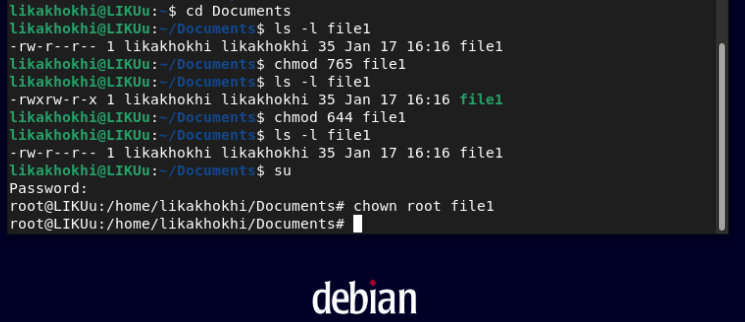 likakhokhi@LIKUu:~$ cd Documents
likakhokhi@LIKUu:~/Documents$ ls -l file1
-rw-r--r-- 1 likakhokhi likakhokhi 35 Jan 17 16:16 file1
likakhokhi@LIKUu:~/Documents$ chmod 765 file1
likakhokhi@LIKUu:~/Documents$ ls -l file1
-rwxrw-r-x 1 likakhokhi likakhokhi 35 Jan 17 16:16 file1
likakhokhi@LIKUu:~/Documents$ chmod 644 file1
likakhokhi@LIKUu:~/Documents$ ls -l file1
-rw-r--r-- 1 likakhokhi likakhokhi 35 Jan 17 16:16 file1
likakhokhi@LIKUu:~/Documents$ su
Password:
root@LIKUu:/home/likakhokhi/Documents# chown root file1
root@LIKUu:/home/likakhokhi/Documents#
debian